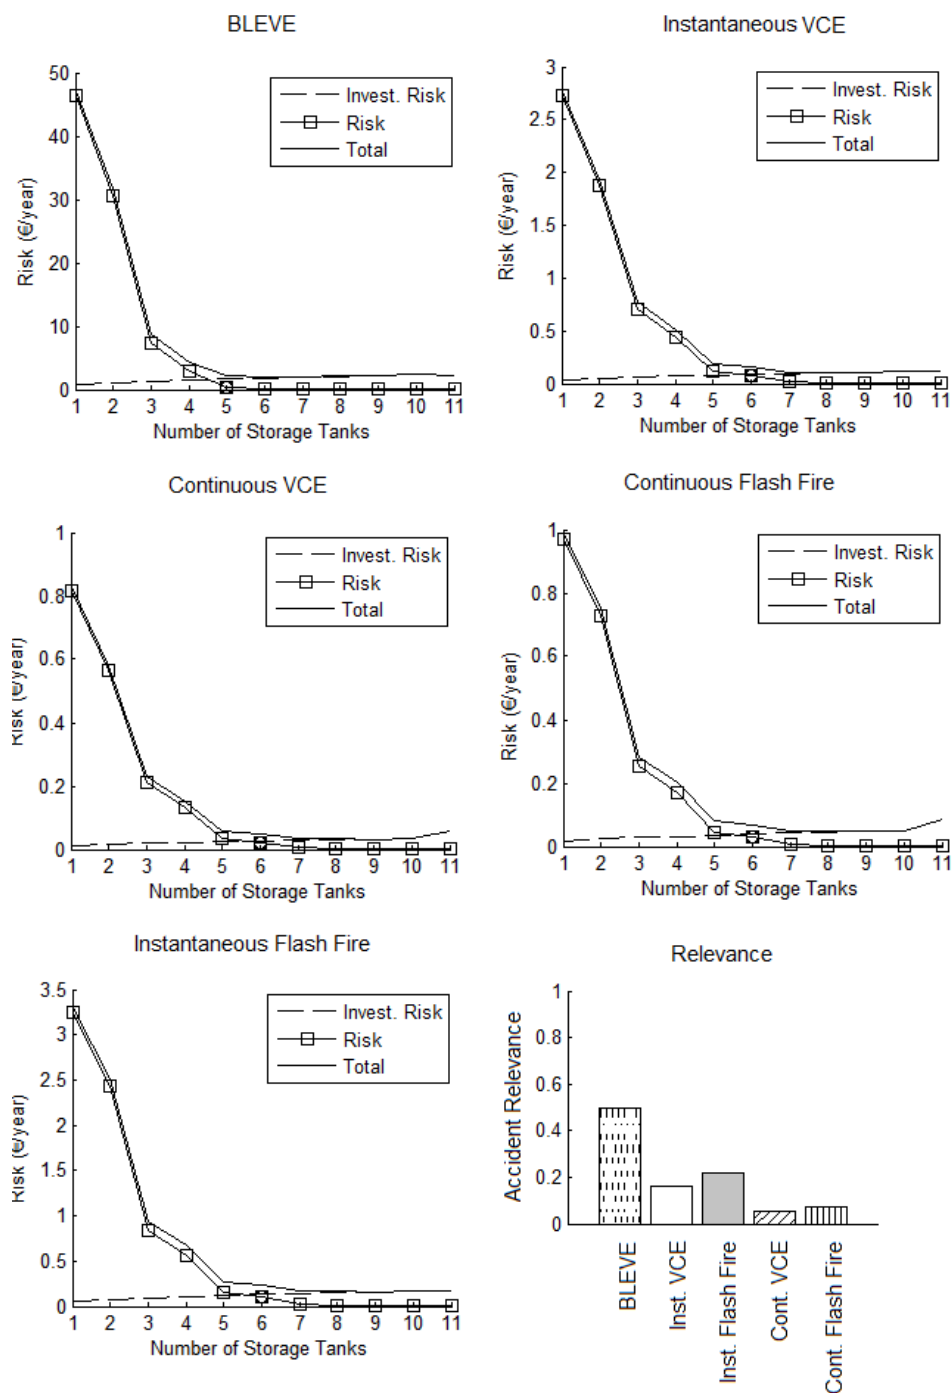 BLEVE
50
40
30
20
10
0
Risk (€/year)
Invest. Risk
Risk
Total
1 2 3 4 5 6 7 8 9 10 11
Number of Storage Tanks
Instantaneous VCE
3
2.5
2
1.5
1
0.5
0
Risk (€/year)
Invest. Risk
Risk
Total
1 2 3 4 5 6 7 8 9 10 11
Number of Storage Tanks
Continuous VCE
1
0.8
0.6
0.4
0.2
0
Risk (€/year)
Invest. Risk
Risk
Total
1 2 3 4 5 6 7 8 9 10 11
Number of Storage Tanks
Continuous Flash Fire
1
0.8
0.6
0.4
0.2
0
Risk (€/year)
Invest. Risk
Risk
Total
1 2 3 4 5 6 7 8 9 10 11
Number of Storage Tanks
Instantaneous Flash Fire
3.5
3
2.5
2
1.5
1
0.5
0
Risk (€/year)
Invest. Risk
Risk
Total
1 2 3 4 5 6 7 8 9 10 11
Number of Storage Tanks
Relevance
1
0.8
0.6
0.4
0.2
0
Accident Relevance
BLEVE
Inst. VCE
Inst. Flash Fire
Cont. VCE
Cont. Flash Fire